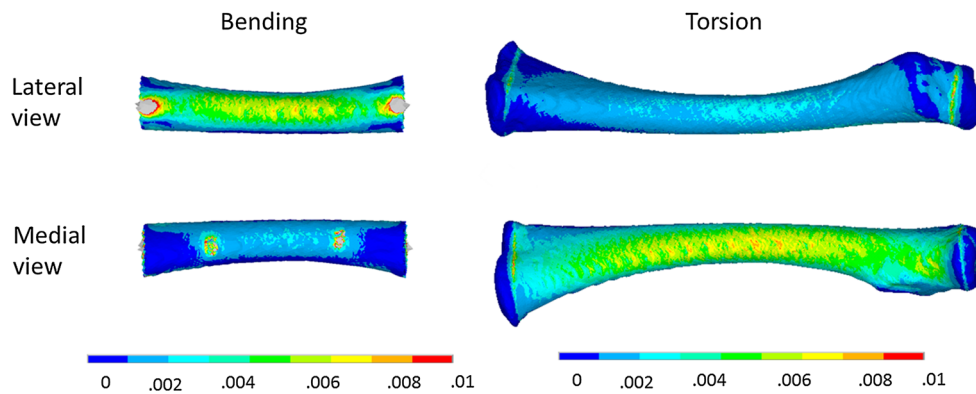 Bending
Torsion
Lateral
view
Medial
view
0 .002 .004 .006 .008 .01
0 .002 .004 .006 .008 .01